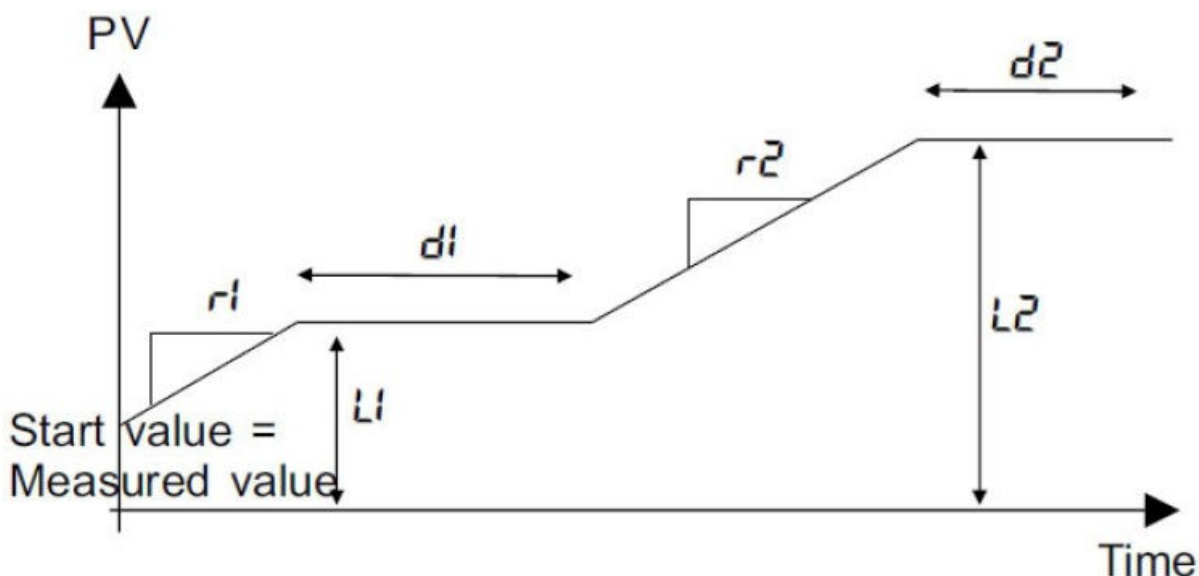 PV
d2
r2
d1
r1
L2
L1
Start value =
Measured value
Time